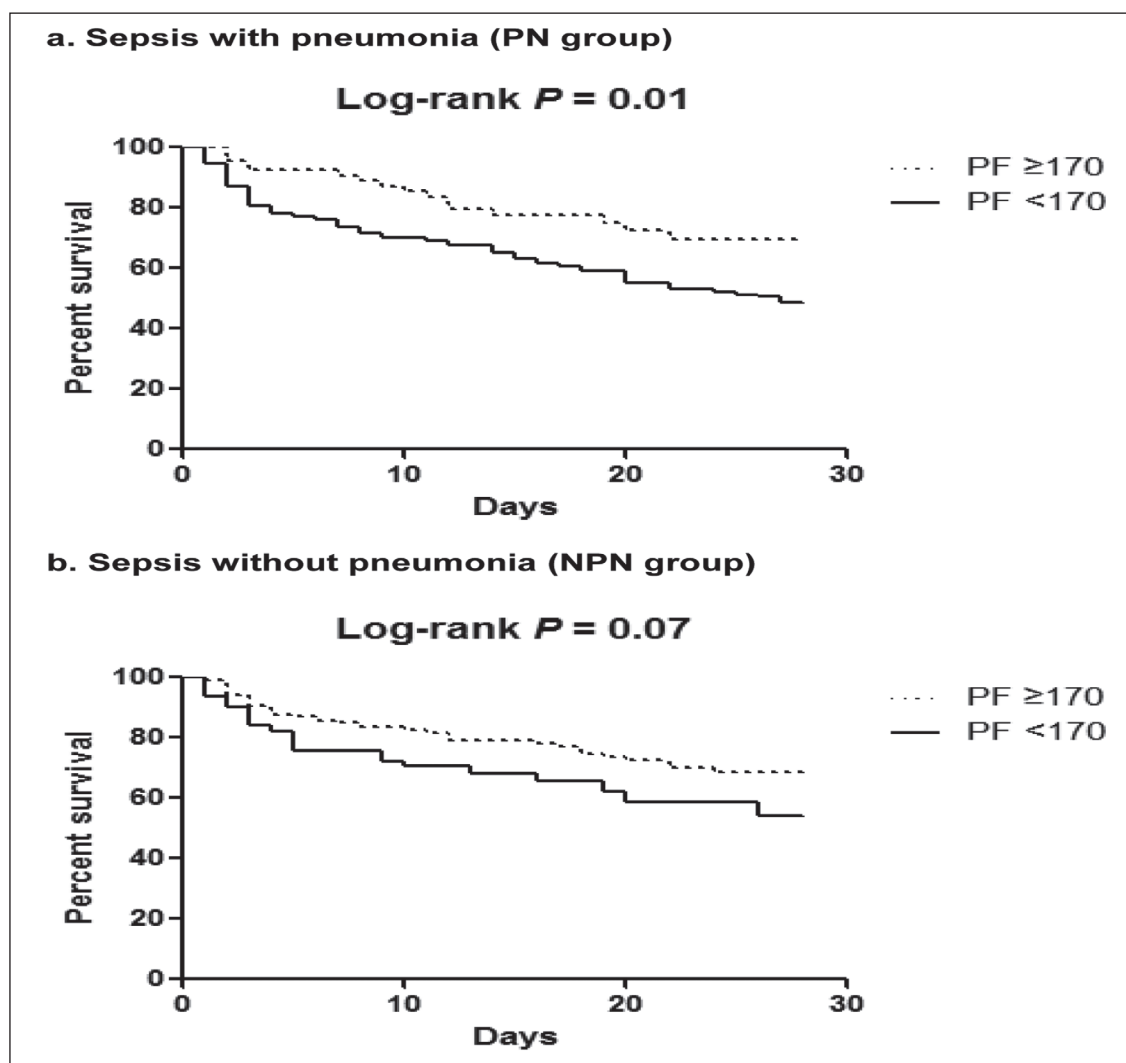 a. Sepsis with pneumonia (PN group)
Log-rank P = 0.01
100
80
60
40
20
0
Percent survival
0 10 20 30
Days
PF ≥170
PF <170
b. Sepsis without pneumonia (NPN group)
Log-rank P = 0.07
100
80
60
40
20
0
Percent survival
0 10 20 30
Days
PF ≥170
PF <170